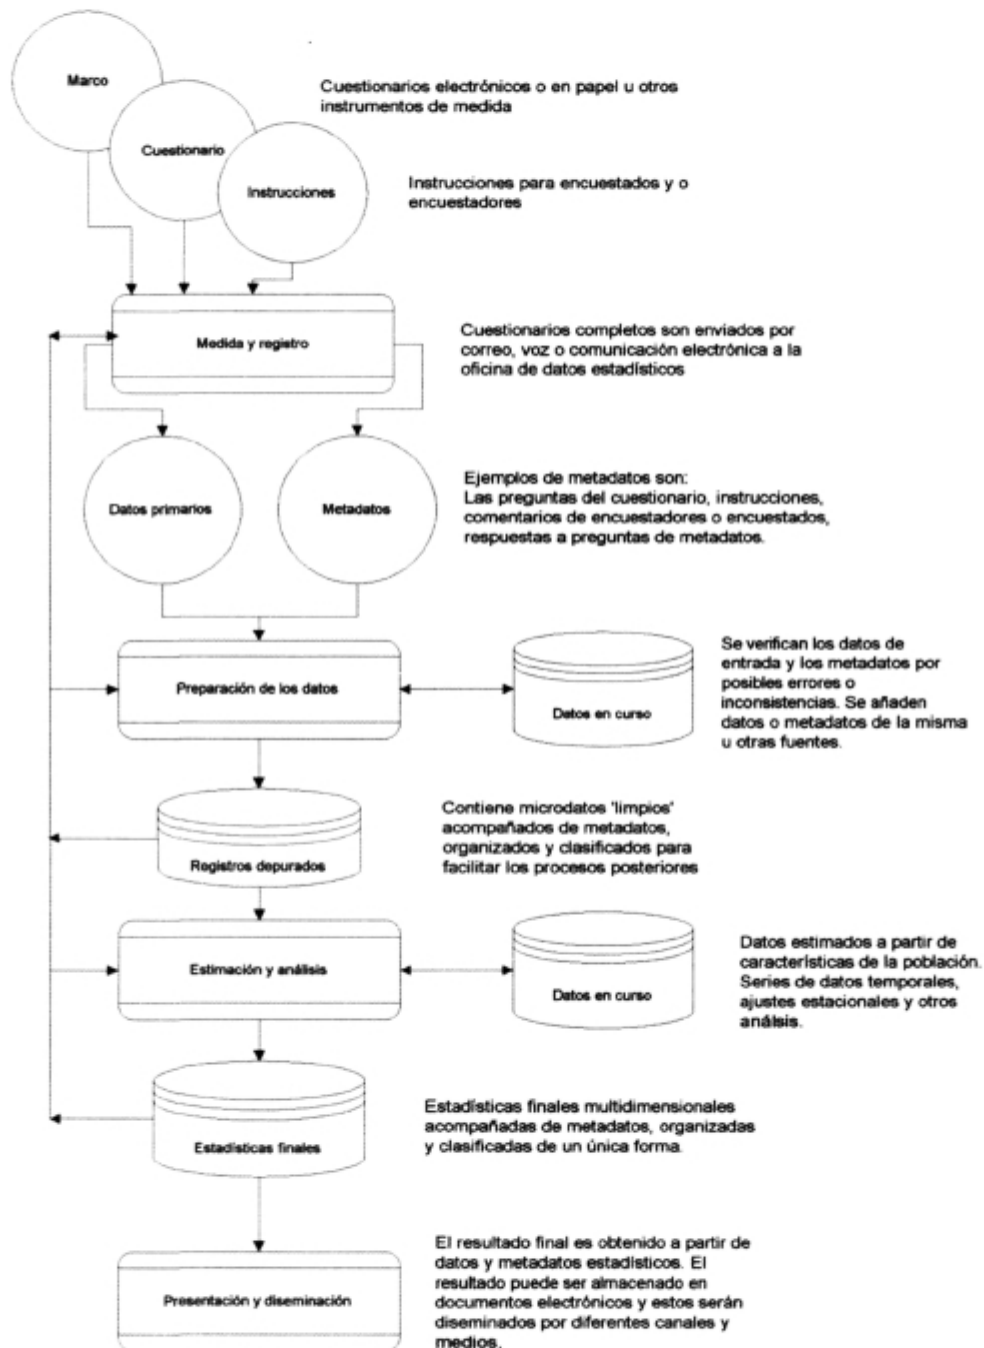 Marco
Cuestionarios electrónicos o en papel u otros
instrumentos de medida
Cuestionario
Instrucciones
Instrucciones para encuestados y o
encuestadores
Medida y registro
Cuestionarios completos son enviados por
correo, voz o comunicación electrónica a la
oficina de datos estadísticos
Datos primarios
Metadatos
Ejemplos de metadatos son:
Las preguntas del cuestionario, instrucciones,
comentarios de encuestadores o encuestados,
respuestas a preguntas de metadatos.
Preparación de los datos
Datos en curso
Se verifican los datos de
entrada y los metadatos por
posibles errores o
inconsistencias. Se añaden
datos o metadatos de la misma
u otras fuentes.
Registros depurados
Contiene microdatos 'limpios'
acompañados de metadatos,
organizados y clasificados para
facilitar los procesos posteriores
Estimación y análisis
Datos en curso
Datos estimados a partir de
características de la población.
Series de datos temporales,
ajustes estacionales y otros
análsis.
Estadísticas finales
Estadísticas finales multidimensionales
acompañadas de metadatos, organizadas
y clasificadas de un única forma.
Presentación y diseminación
El resultado final es obtenido a partir de
datos y metadatos estadísticos. El
resultado puede ser almacenado en
documentos electrónicos y estos serán
diseminados por diferentes canales y
medios.